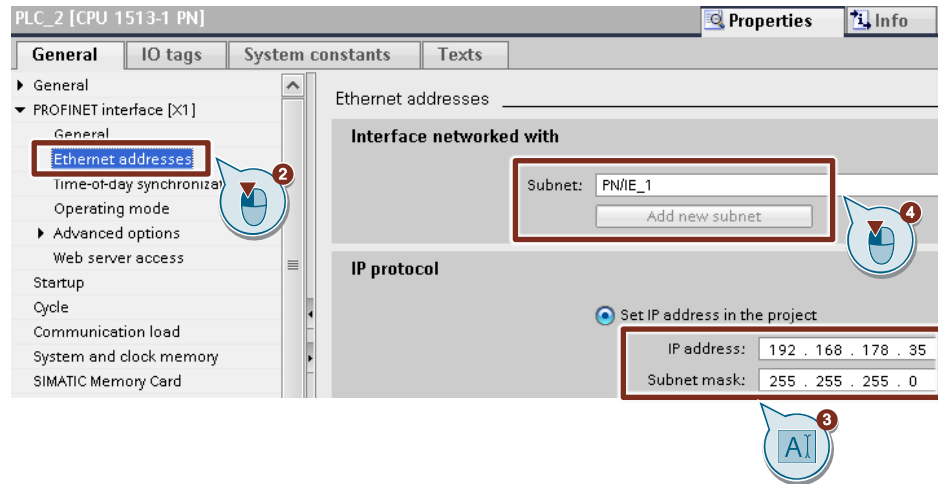 PLC_2 [CPU 1513-1 PN]
Properties
Info
General
IO tags
System constants
Texts
General
PROFINET interface [X1]
General
Ethernet addresses
Time-of-day synchronizat
Operating mode
Advanced options
Web server access
Startup
Cycle
Communication load
System and clock memory
SIMATIC Memory Card
2
Ethernet addresses
Interface networked with
Subnet: PN/IE_1
Add new subnet
4
IP protocol
Set IP address in the project
IP address: 192 . 168 . 178 . 35
Subnet mask: 255 . 255 . 255 . 0
3
A